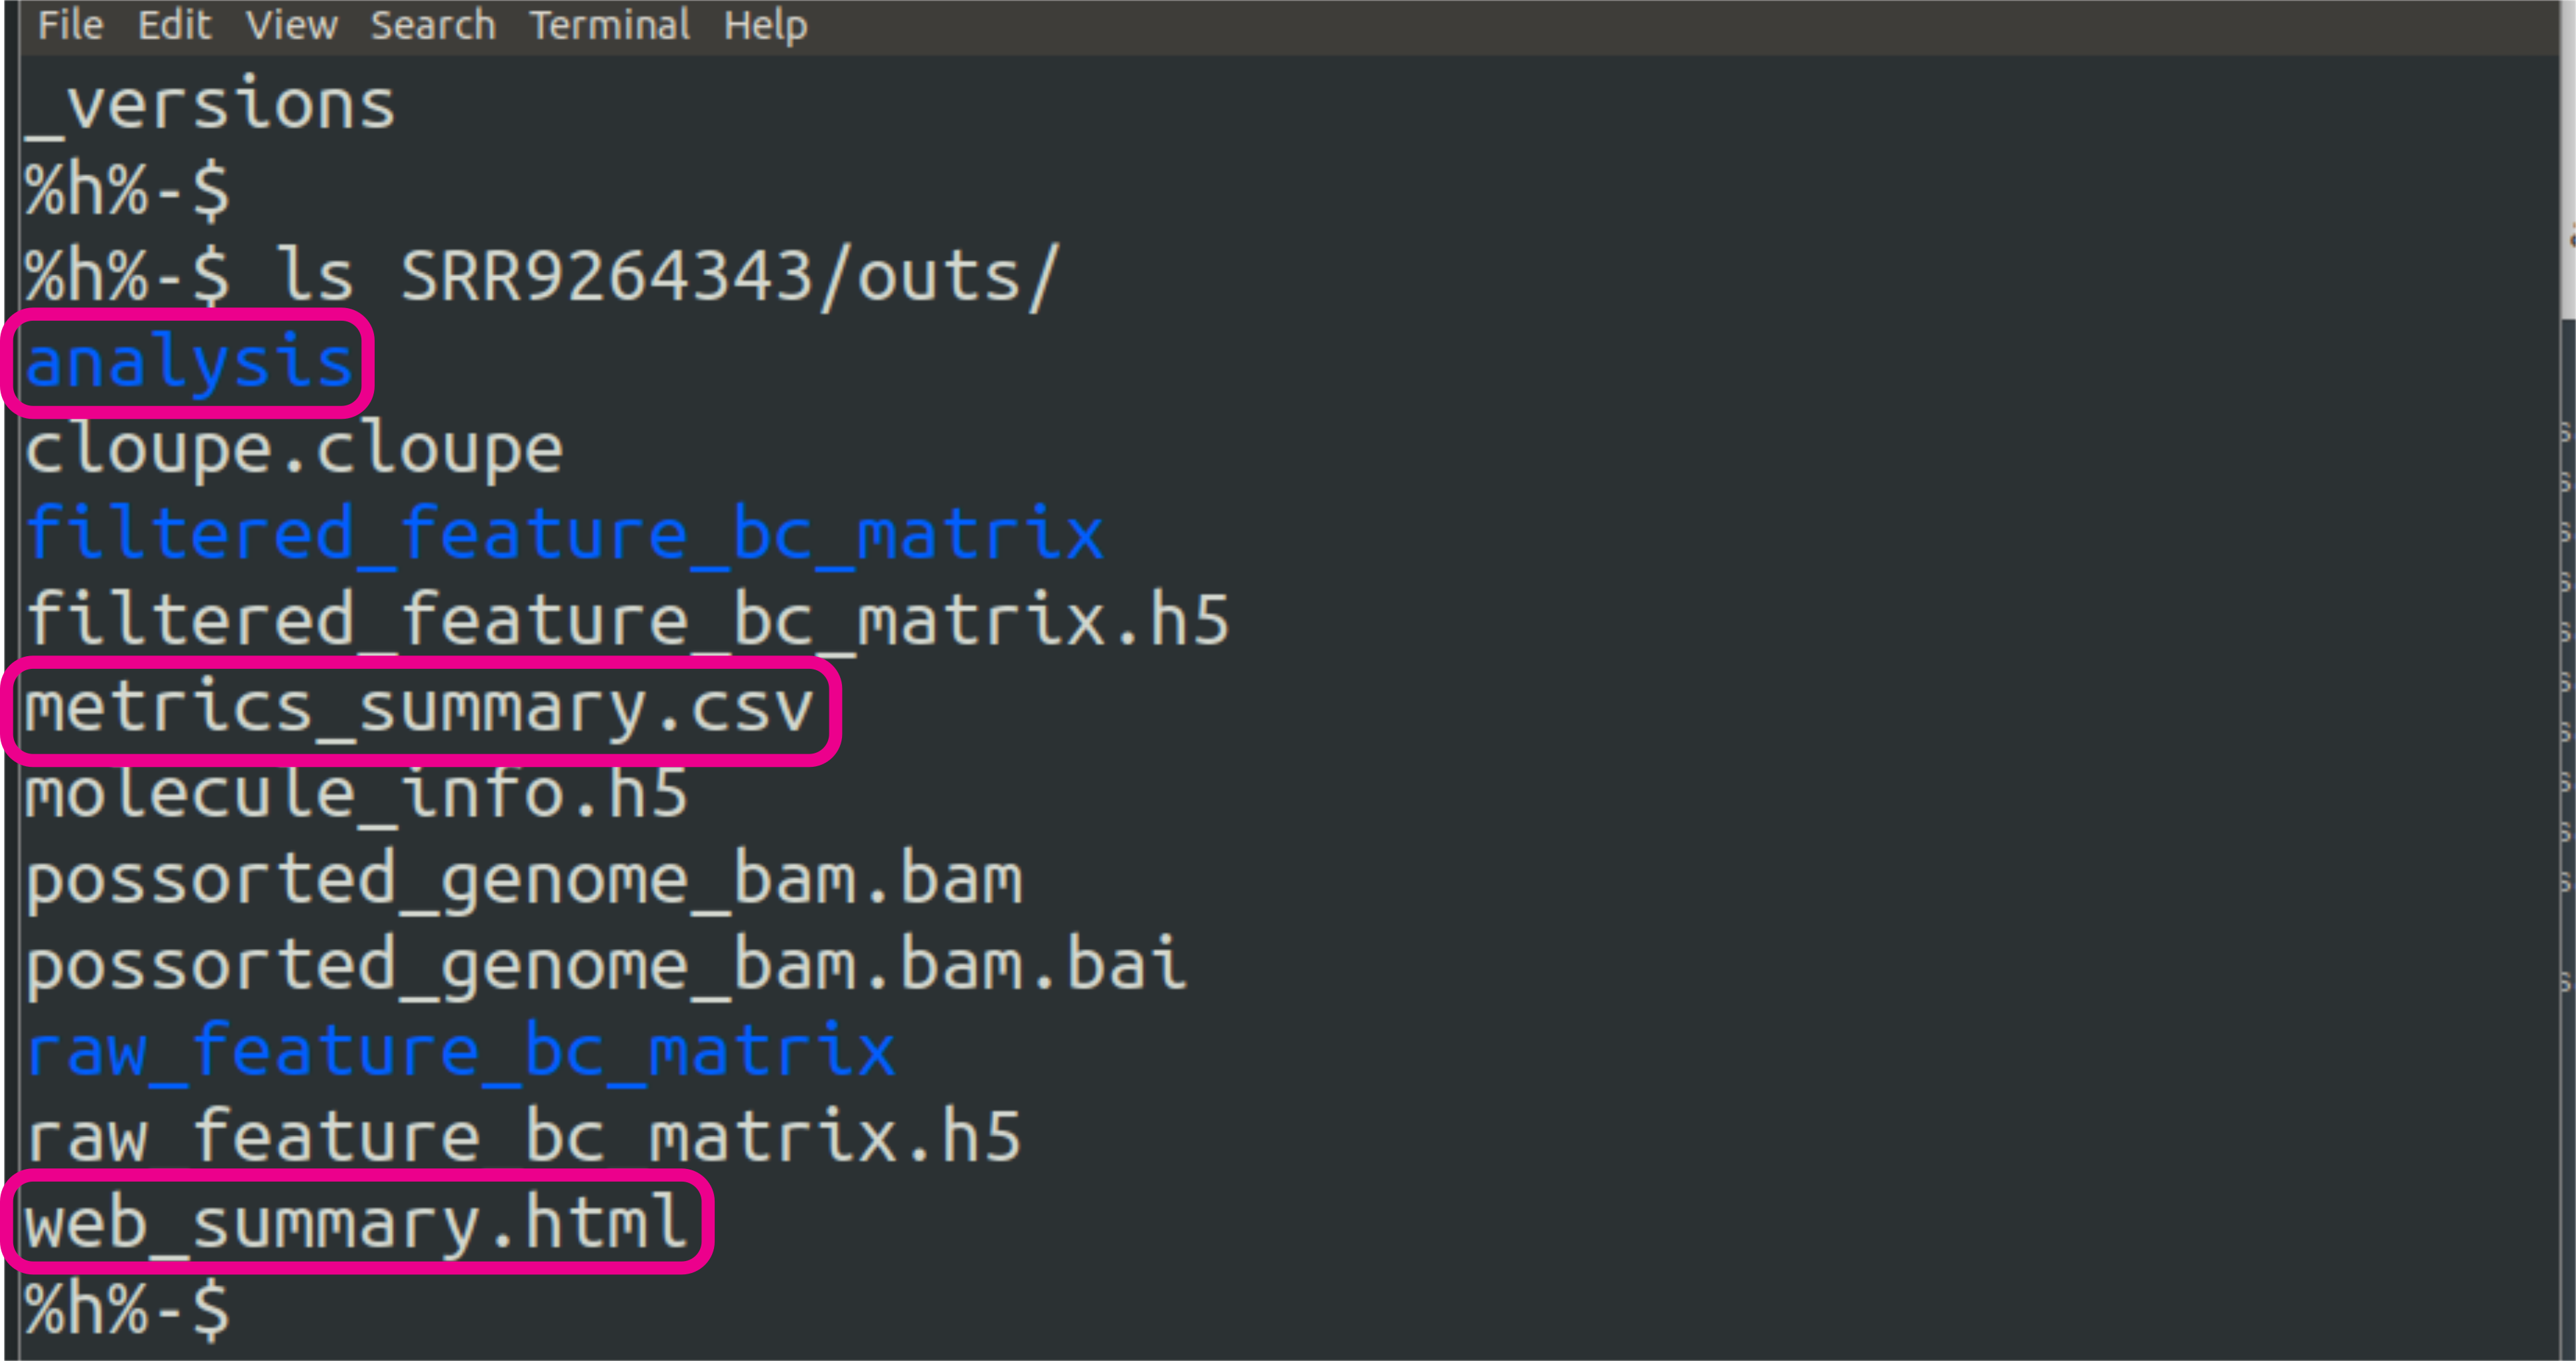 File Edit View Search Terminal Help
_versions
%h%-$
%h%-$ ls SRR9264343/outs/
analysis
cloupe.cloupe
filtered_feature_bc_matrix
filtered_feature_bc_matrix.h5
metrics_summary.csv
molecule_info.h5
possorted_genome_bam.bam
possorted_genome_bam.bam.bai
raw_feature_bc_matrix
raw_feature_bc_matrix.h5
web_summary.html
%h%-$